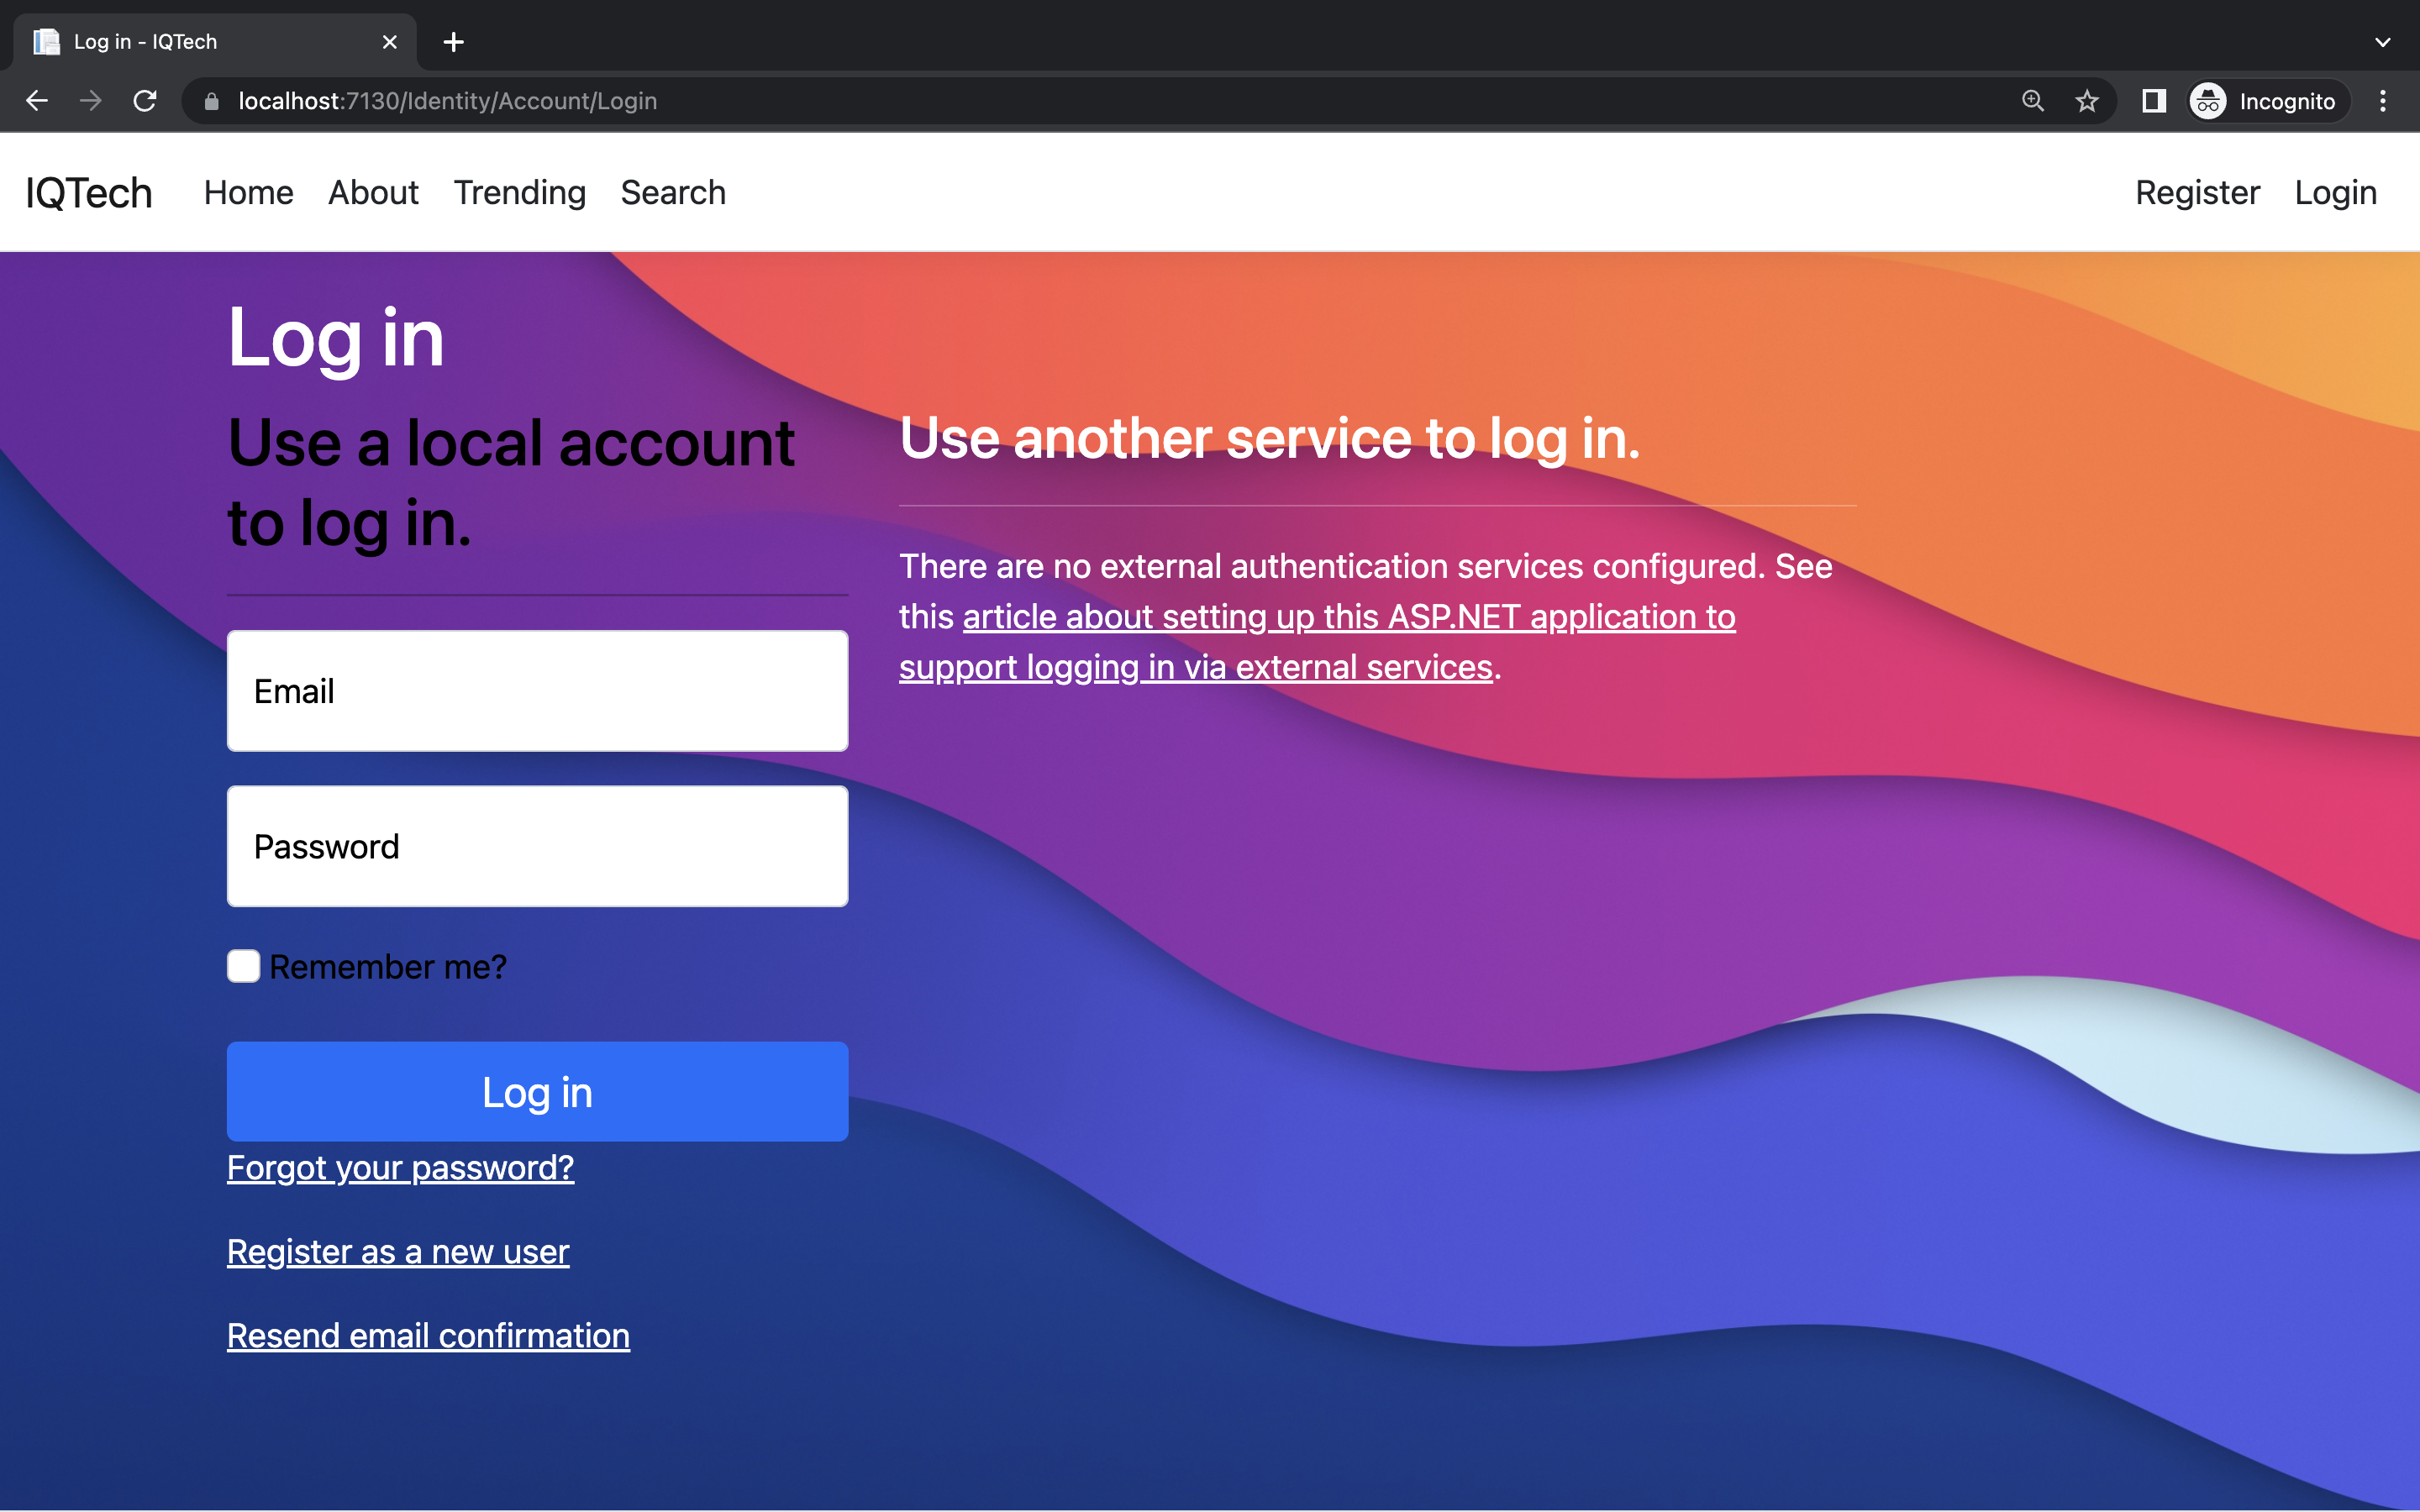 Log in - IQTech
localhost:7130/Identity/Account/Login
Incognito
IQTech Home About Trending Search Register Login
Log in
Use a local account
to log in.
Email
Password
Remember me?
Log in
Forgot your password?
Register as a new user
Resend email confirmation
Use another service to log in.
There are no external authentication services configured. See
this article about setting up this ASP.NET application to
support logging in via external services.